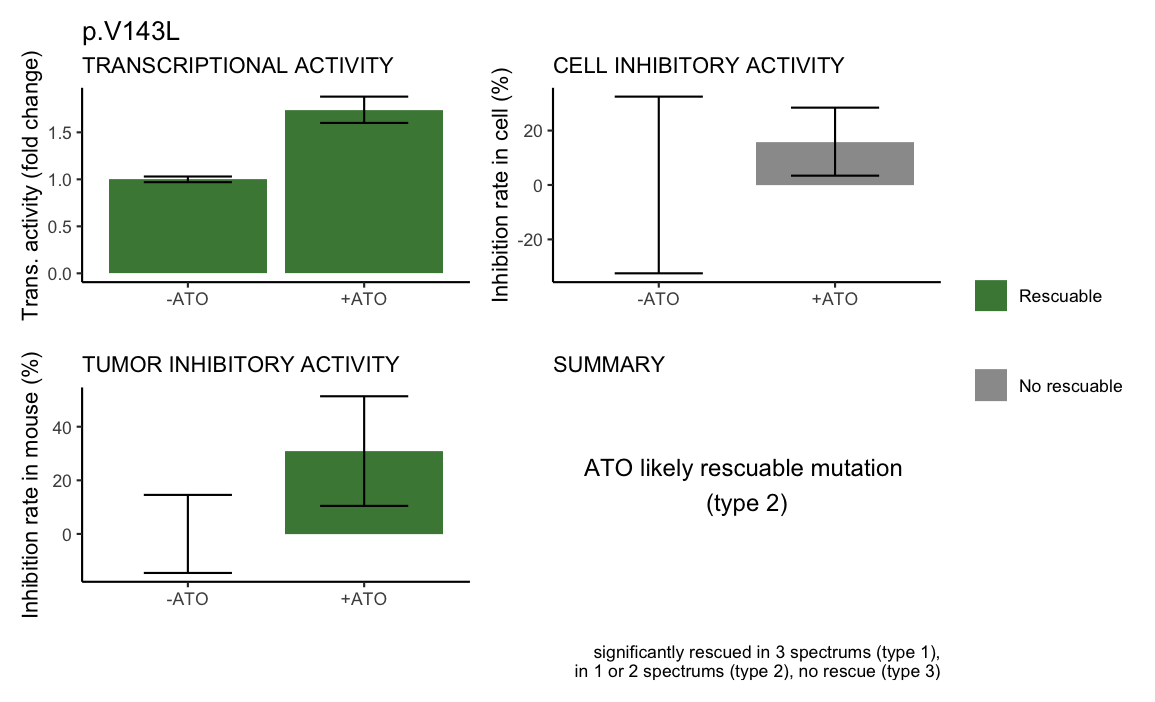 p.V143L
TRANSCRIPTIONAL ACTIVITY
Trans. activity (fold change)
1.5
1.0
0.5
0.0
-ATO
+ATO
CELL INHIBITORY ACTIVITY
Inhibition rate in cell (%)
20
0
-20
-ATO
+ATO
Rescuable
No rescuable
TUMOR INHIBITORY ACTIVITY
Inhibition rate in mouse (%)
40
20
0
-ATO
+ATO
SUMMARY
ATO likely rescuable mutation
(type 2)
significantly rescued in 3 spectrums (type 1),
in 1 or 2 spectrums (type 2), no rescue (type 3)